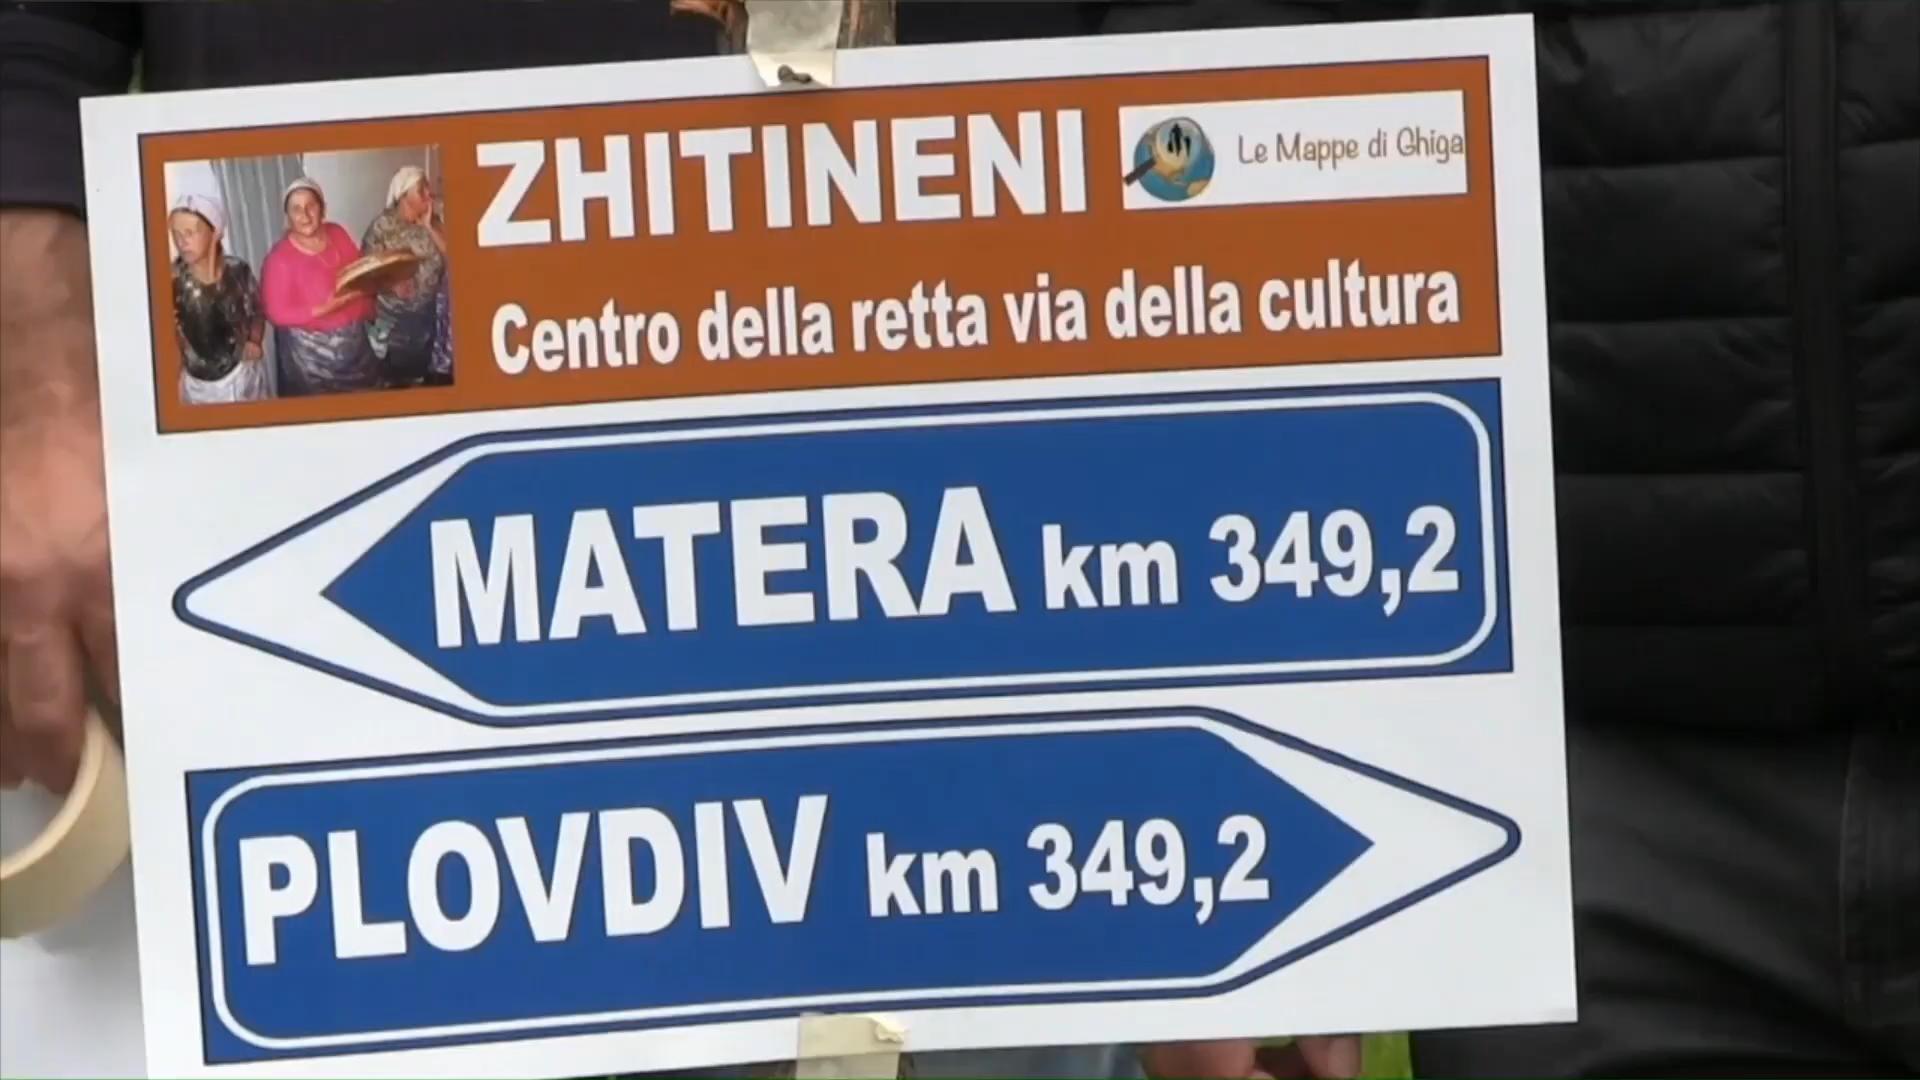 ZHITINENI
Le Mappe di Ghiga
Centro della retta via della cultura
MATERA km 349,2
PLOVDIV km 349,2